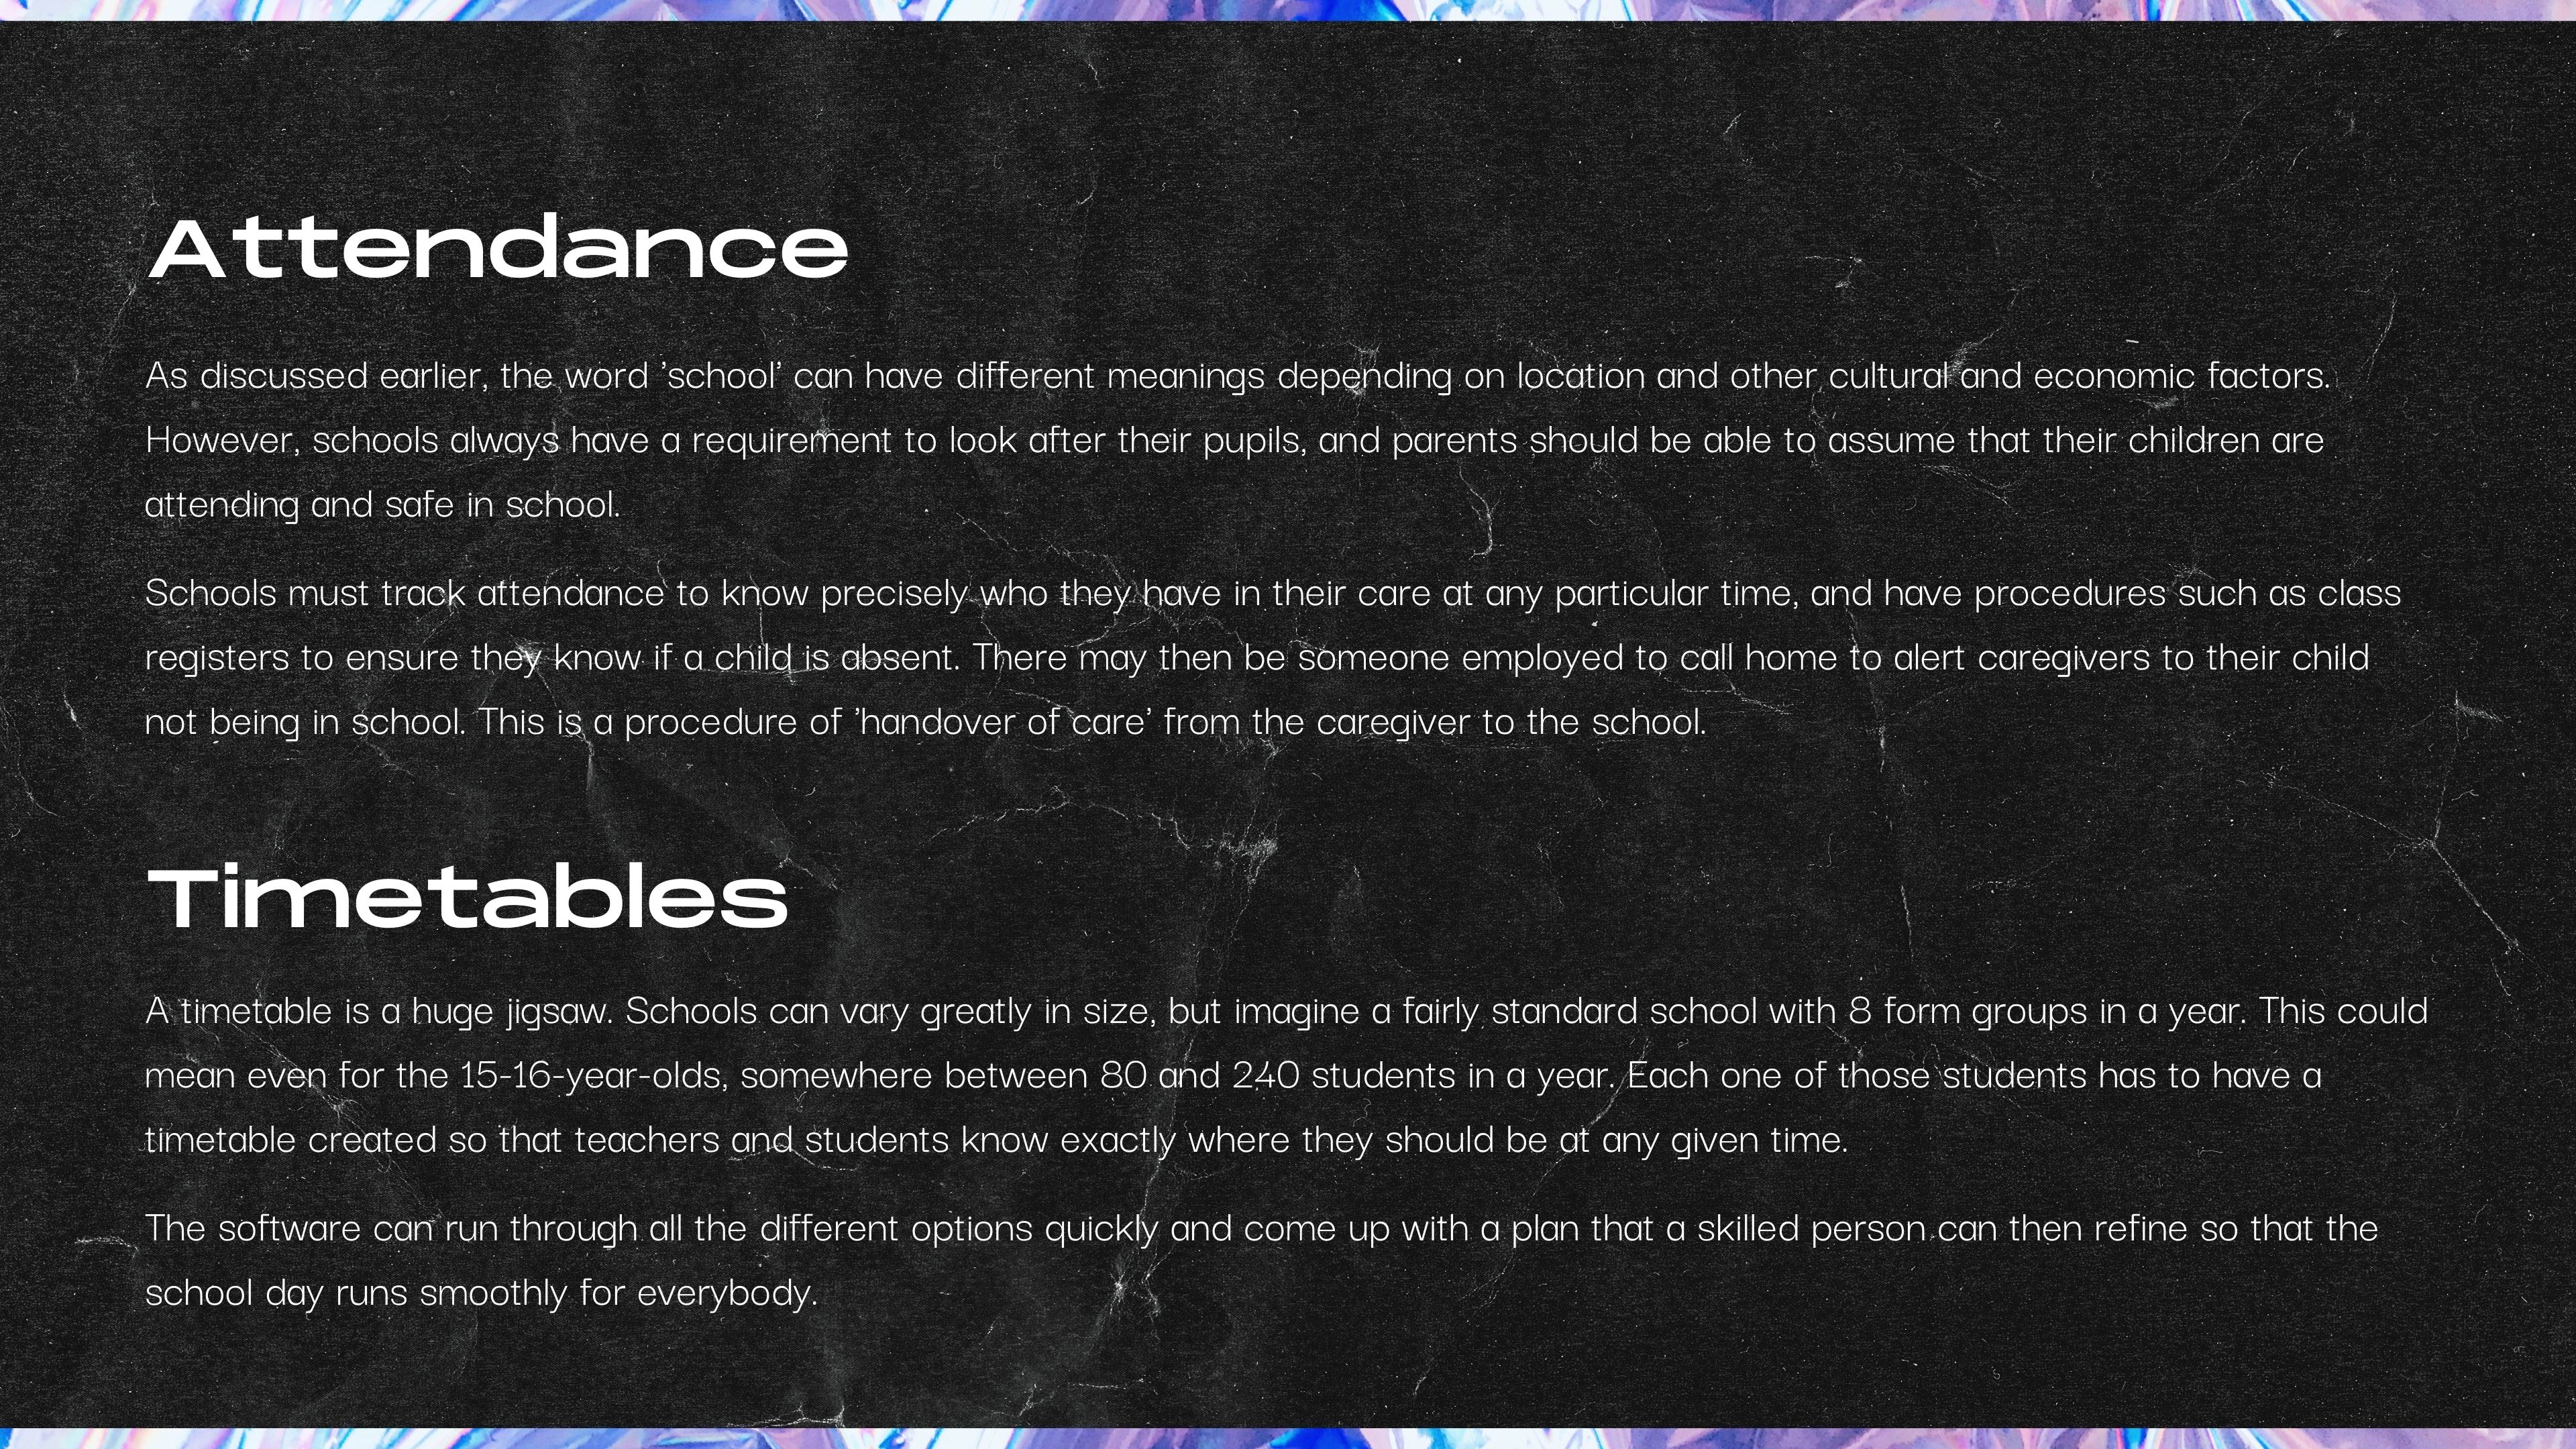 Attendance
As discussed earlier, the word 'school' can have different meanings depending on location and other cultural and economic factors.
However, schools always have a requirement to look after their pupils, and parents should be able to assume that their children are
attending and safe in school.
Schools must track attendance to know precisely who they have in their care at any particular time, and have procedures such as class
registers to ensure they know if a child is absent. There may then be someone employed to call home to alert caregivers to their child
not being in school. This is a procedure of 'handover of care' from the caregiver to the school.
Timetables
A timetable is a huge jigsaw. Schools can vary greatly in size, but imagine a fairly standard school with 8 form groups in a year. This could
mean even for the 15-16-year-olds, somewhere between 80 and 240 students in a year. Each one of those students has to have a
timetable created so that teachers and students know exactly where they should be at any given time.
The software can run through all the different options quickly and come up with a plan that a skilled person can then refine so that the
school day runs smoothly for everybody.